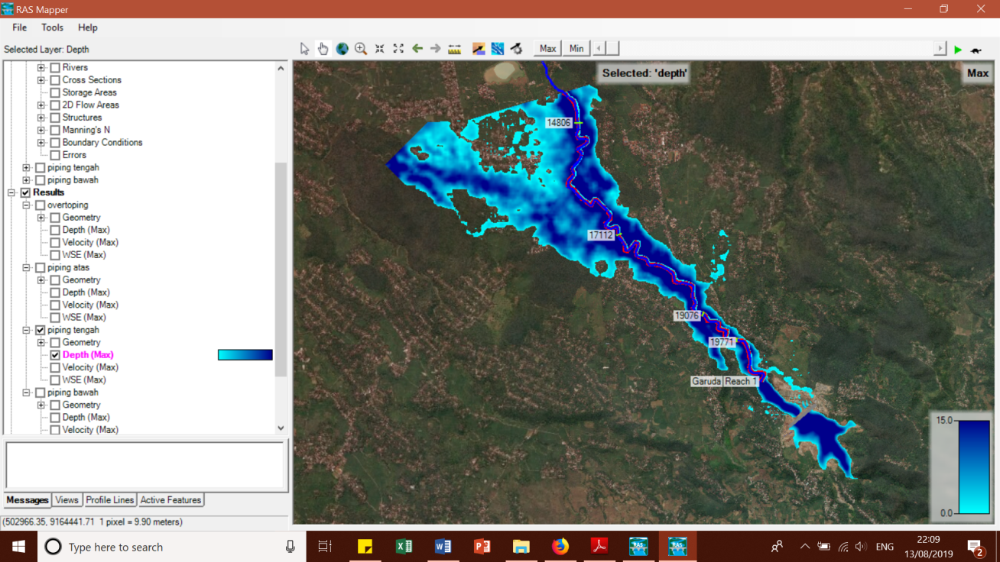 RAS Mapper
File Tools Help
Selected Layer: Depth
Max Min
Rivers
Cross Sections
Storage Areas
2D Flow Areas
Structures
Manning's N
Boundary Conditions
Errors
piping tengah
piping bawah
Results
overtoping
Geometry
Depth (Max)
Velocity (Max)
WSE (Max)
piping atas
Geometry
Depth (Max)
Velocity (Max)
WSE (Max)
piping tengah
Geometry
Depth (Max)
Velocity (Max)
WSE (Max)
piping bawah
Geometry
Depth (Max)
Velocity (Max)
Messages Views Profile Lines Active Features
(502966.35, 9164441.71 1 pixel = 9.90 meters)
Selected: 'depth'
Max
14806
17112
19076
19771
Garuda Reach 1
15.0
0.0
Type here to search
ENG
22:09
13/08/2019
2